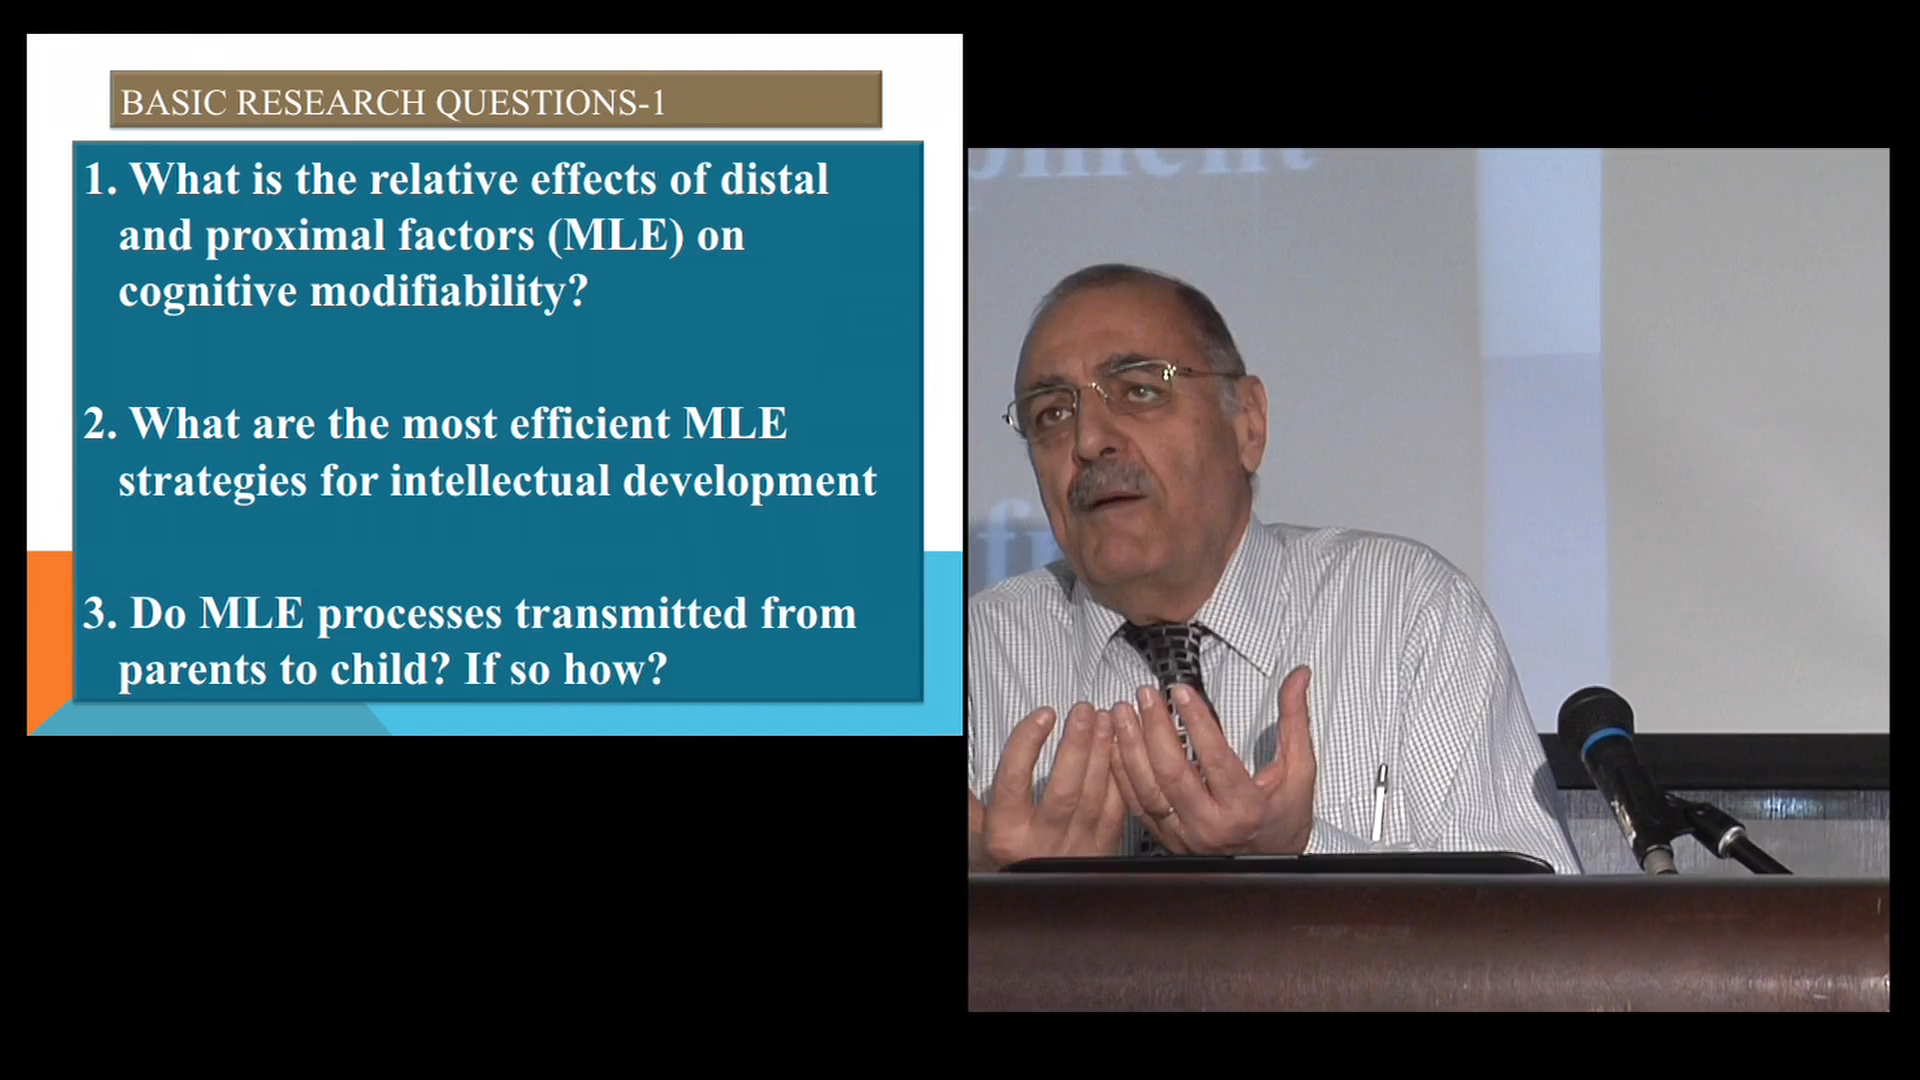 BASIC RESEARCH QUESTIONS-1
1. What is the relative effects of distal
and proximal factors (MLE) on
cognitive modifiability?
2. What are the most efficient MLE
strategies for intellectual development
3. Do MLE processes transmitted from
parents to child? If so how?